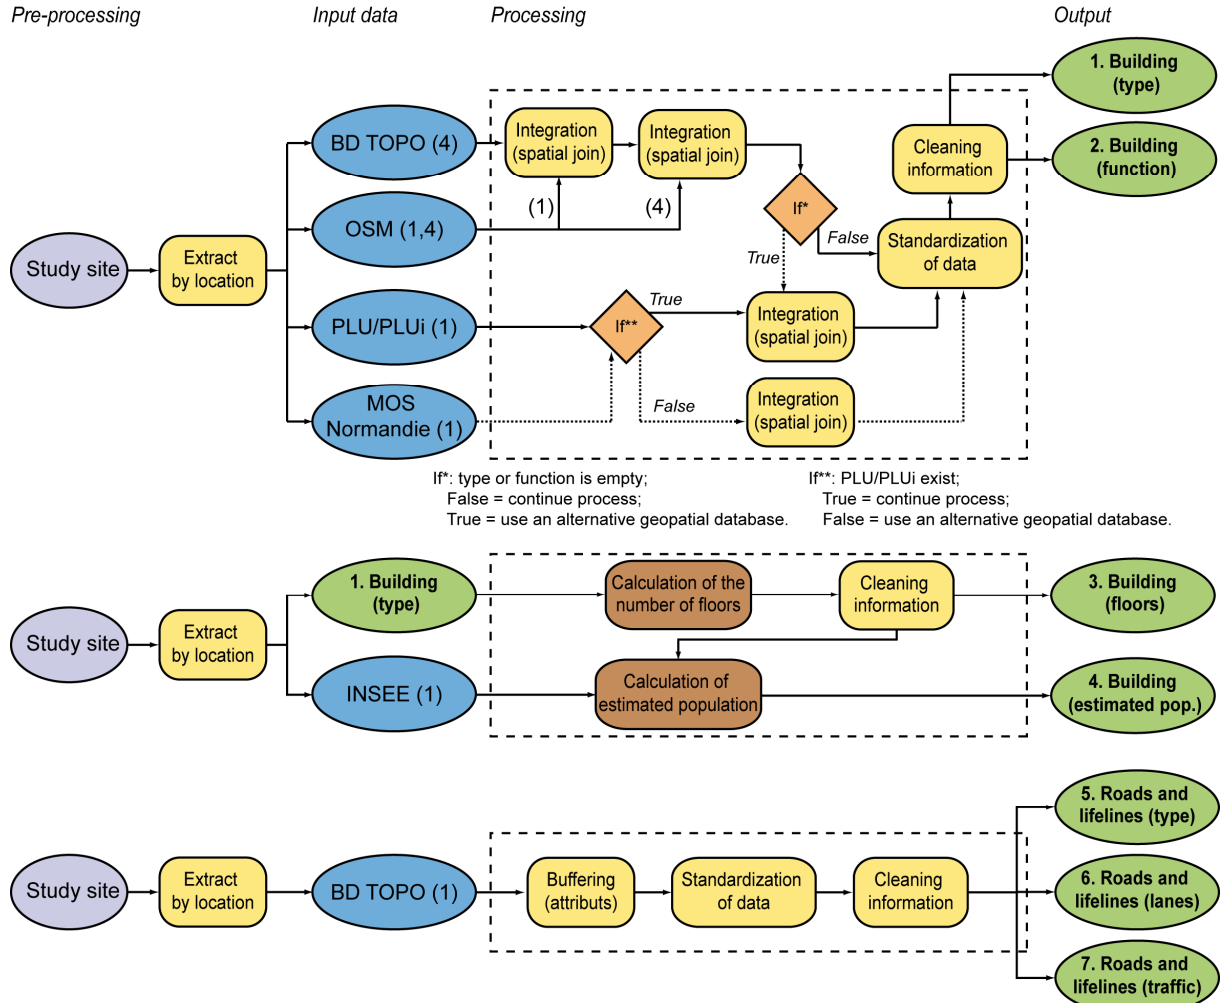 Pre-processing
Input data
Processing
Output
Study site
Extract
by location
BD TOPO (4)
OSM (1,4)
PLU/PLUi (1)
MOS
Normandie (1)
Integration
(spatial join)
Integration
(spatial join)
(1)
(4)
If*
False
True
If**
True
False
Integration
(spatial join)
Integration
(spatial join)
Standardization
of data
Cleaning
information
1. Building
(type)
2. Building
(function)
If*: type or function is empty;
False = continue process;
True = use an alternative geopatial database.
If**: PLU/PLUi exist;
True = continue process;
False = use an alternative geopatial database.
Study site
Extract
by location
1. Building
(type)
INSEE (1)
Calculation of the
number of floors
Cleaning
information
Calculation of
estimated population
3. Building
(floors)
4. Building
(estimated pop.)
Study site
Extract
by location
BD TOPO (1)
Buffering
(attributs)
Standardization
of data
Cleaning
information
5. Roads and
lifelines (type)
6. Roads and
lifelines (lanes)
7. Roads and
lifelines (traffic)